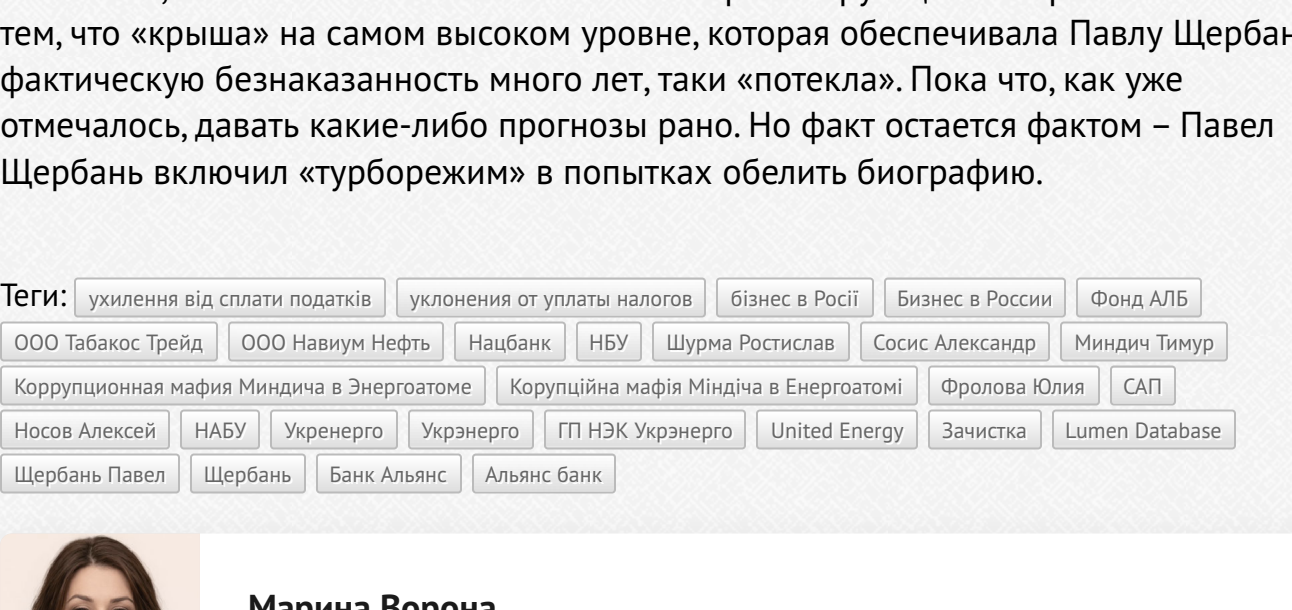 тем, что «крыша» на самом высоком уровне, которая обеспечивала Павлу
фактическую безнаказанность много лет, таки «потекла». Пока что, как уже
отмечалось, давать какие-либо прогнозы рано. Но факт остается фактом – Павел
Щербань включил «турборежим» в попытках обелить биографию.
Теги: ухилення від сплати податків уклонения от уплаты налогов бізнес в Росії Бизнес в России Фонд АЛБ
ООО Табакос Трейд ООО Навиум Нефть Нацбанк НБУ Шурма Ростислав Сосис Александр Миндич Тимур
Коррупционная мафия Миндича в Энергоатоме Корупційна мафія Міндіча в Енергоатомі Фролова Юлия САП
Носов Алексей НАБУ Укренерго Укрэнерго ГП НЭК Укрэнерго United Energy Зачистка Lumen Database
Щербань Павел Щербань Банк Альянс Альянс банк
Марина Ворона